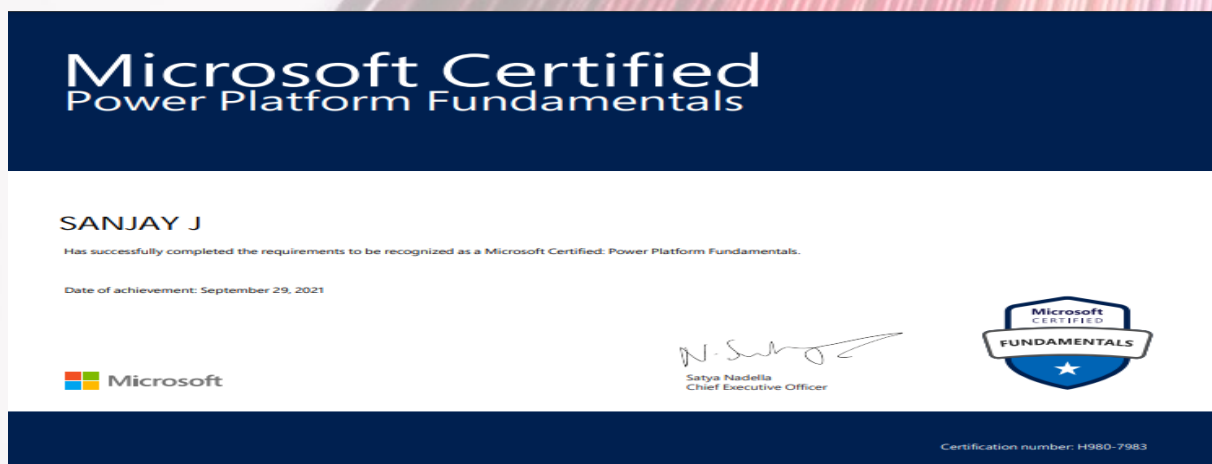 Microsoft Certified
Power Platform Fundamentals
SANJAY J
Has successfully completed the requirements to be recognized as a Microsoft Certified: Power Platform Fundamentals.
Date of achievement: September 29, 2021
Microsoft
CERTIFIED
FUNDAMENTALS
N. S
Satya Nadella
Chief Executive Officer
Microsoft
Certification number: H980-7983